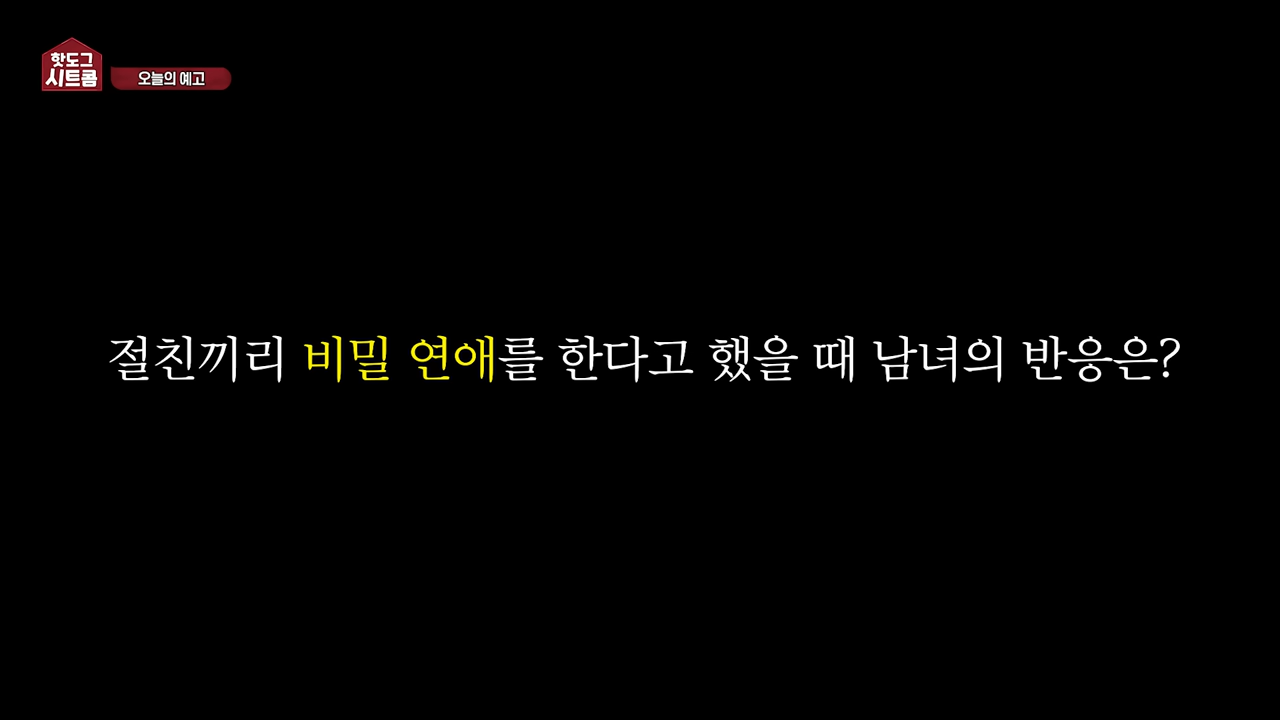 핫도그
시트콤
오늘의 예고
절친끼리 비밀 연애를 한다고 했을 때 남녀의 반응은?